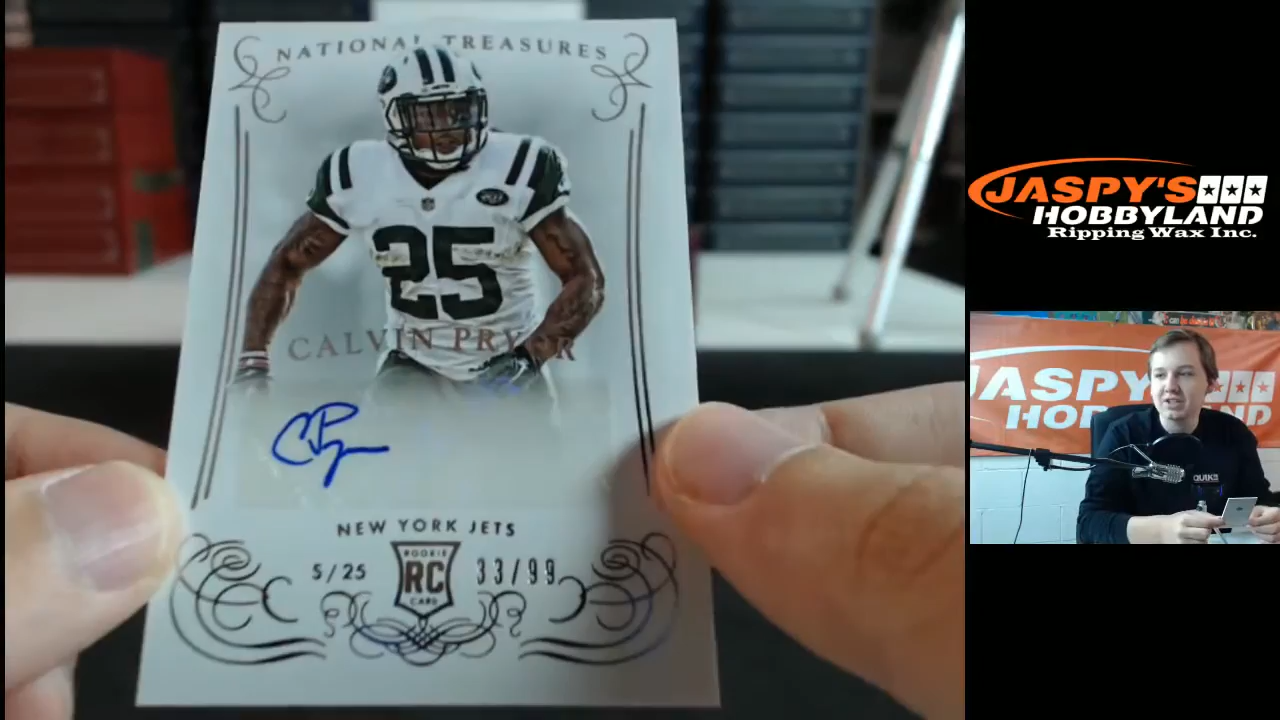 NATIONAL TREASURES
25
CALVIN PRYOR
NEW YORK JETS
5/25
ROOKIE
RC
CARD
33/99
JASPY'S
HOBBYLAND
Ripping Wax Inc.
JASPY
HOB
ND